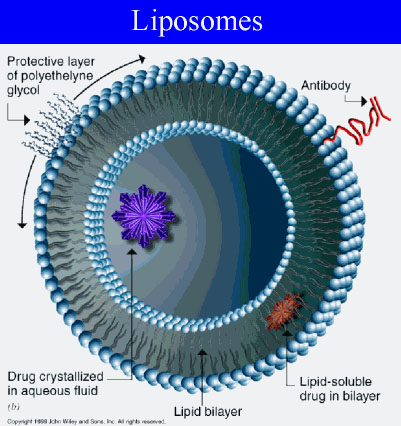 Liposomes
Protective layer
of polyethelyne
glycol
Antibody
Drug crystallized
in aqueous fluid
Lipid-soluble
drug in bilayer
Lipid bilayer
(b)
Copyright 1999 John Wiley and Sons, Inc. All rights reserved.